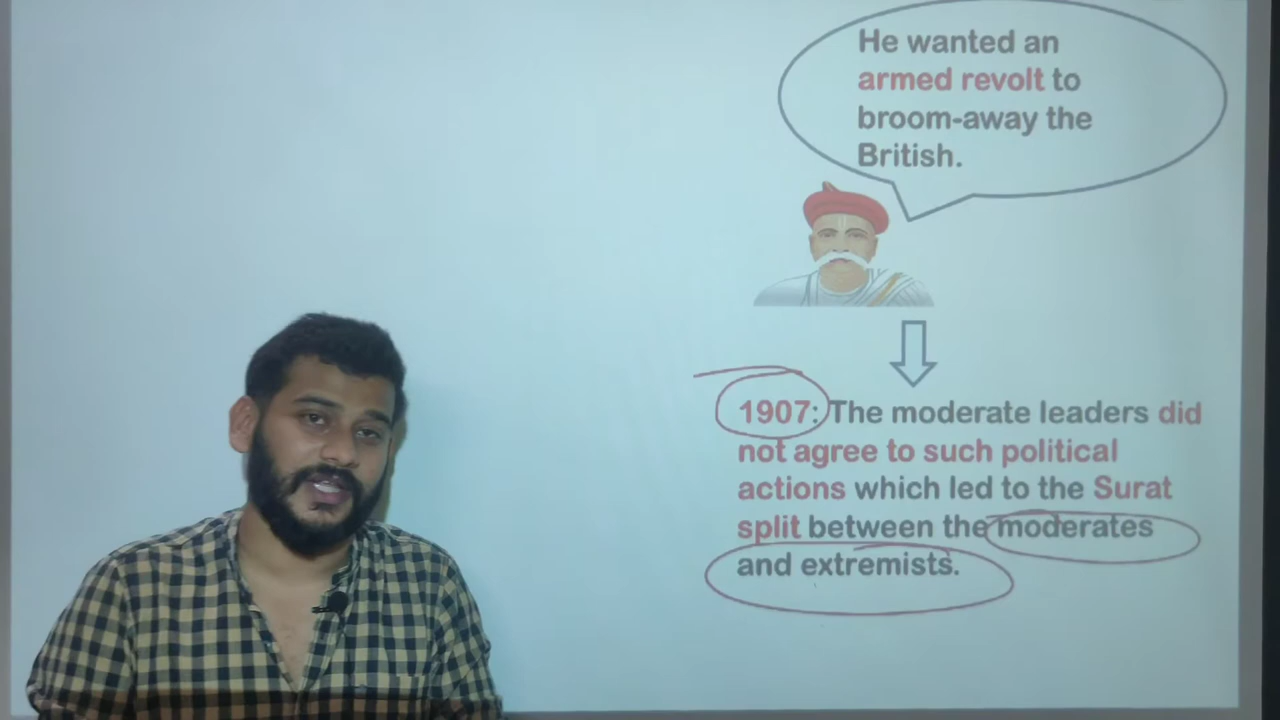 He wanted an
armed revolt to
broom-away the
British.
1907: The moderate leaders did
not agree to such political
actions which led to the Surat
split between the moderates
and extremists.